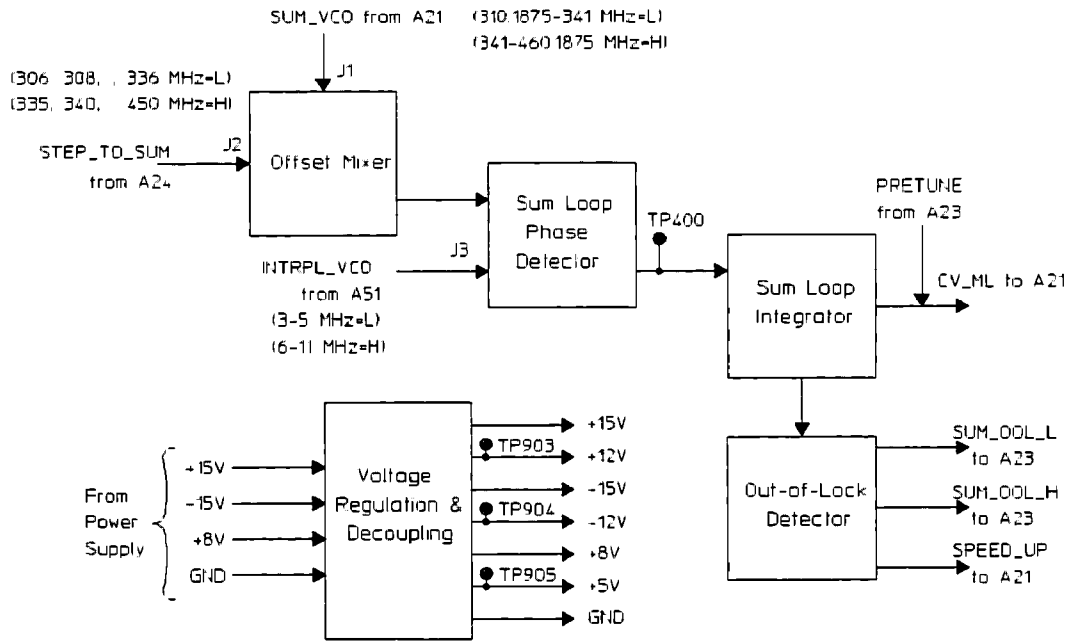 SUM_VCO from A21 (310.1875-341 MHz=L)
(341-460.1875 MHz=H)
J1
(306, 308, , 336 MHz=L)
(335, 340, 450 MHz=H)
J2
STEP_TO_SUM
from A24
Offset Mixer
Sum Loop
Phase
Detector
J3
INTRPL_VCO
from A51
(3-5 MHz=L)
(6-11 MHz=H)
TP400
PRETUNE
from A23
CV_ML to A21
Sum Loop
Integrator
SUM_OOL_L
to A23
SUM_OOL_H
to A23
SPEED_UP
to A21
Out-of-Lock
Detector
From
Power
Supply
+15V
-15V
+8V
GND
Voltage
Regulation &
Decoupling
+15V
TP903
+12V
-15V
TP904
-12V
+8V
TP905
+5V
GND